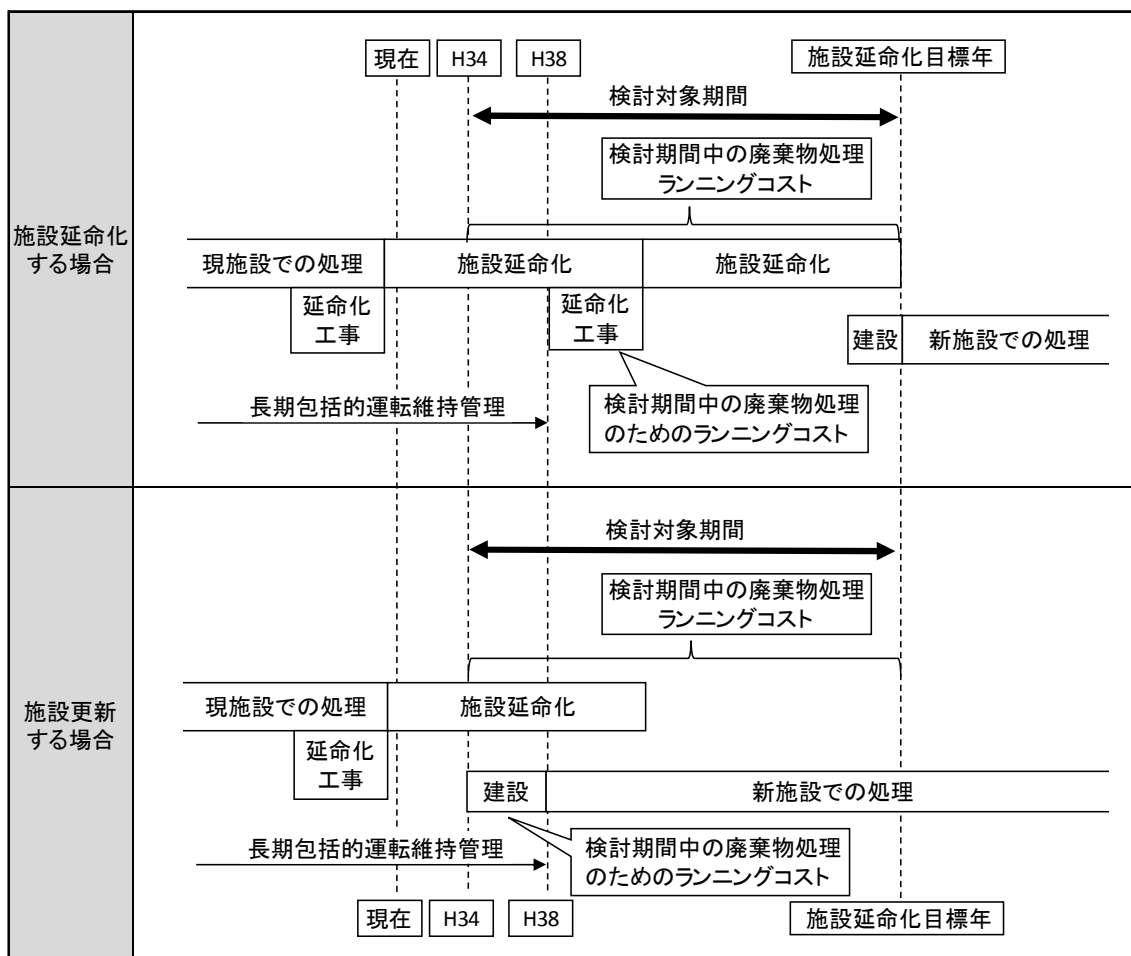 施設延命化
する場合
現在
H34
H38
施設延命化目標年
検討対象期間
検討期間中の廃棄物処理
ランニングコスト
現施設での処理
施設延命化
施設延命化
延命化
工事
延命化
工事
建設
新施設での処理
長期包括的運転維持管理
検討期間中の廃棄物処理
のためのランニングコスト
施設更新
する場合
検討対象期間
検討期間中の廃棄物処理
ランニングコスト
現施設での処理
施設延命化
延命化
工事
建設
新施設での処理
長期包括的運転維持管理
検討期間中の廃棄物処理
のためのランニングコスト
現在
H34
H38
施設延命化目標年